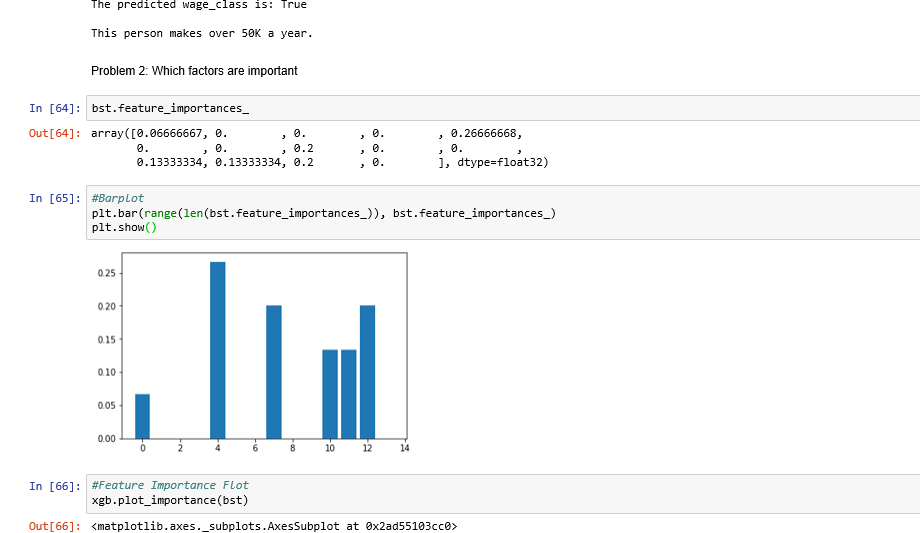 The predicted wage_class is: True
This person makes over 50K a year.
Problem 2: Which factors are important
In [64]: bst.feature_importances_
Out[64]: array([0.06666667, 0.        , 0.        , 0.        , 0.26666668,
0.        , 0.        , 0.2       , 0.        , 0.        ,
0.13333334, 0.13333334, 0.2       , 0.        ], dtype=float32)
In [65]: #Barplot
plt.bar(range(len(bst.feature_importances_)), bst.feature_importances_)
plt.show()
0.25
0.20
0.15
0.10
0.05
0.00
0 2 4 6 8 10 12 14
In [66]: #Feature Importance Flot
xgb.plot_importance(bst)
Out[66]: <matplotlib.axes._subplots.AxesSubplot at 0x2ad55103cc0>